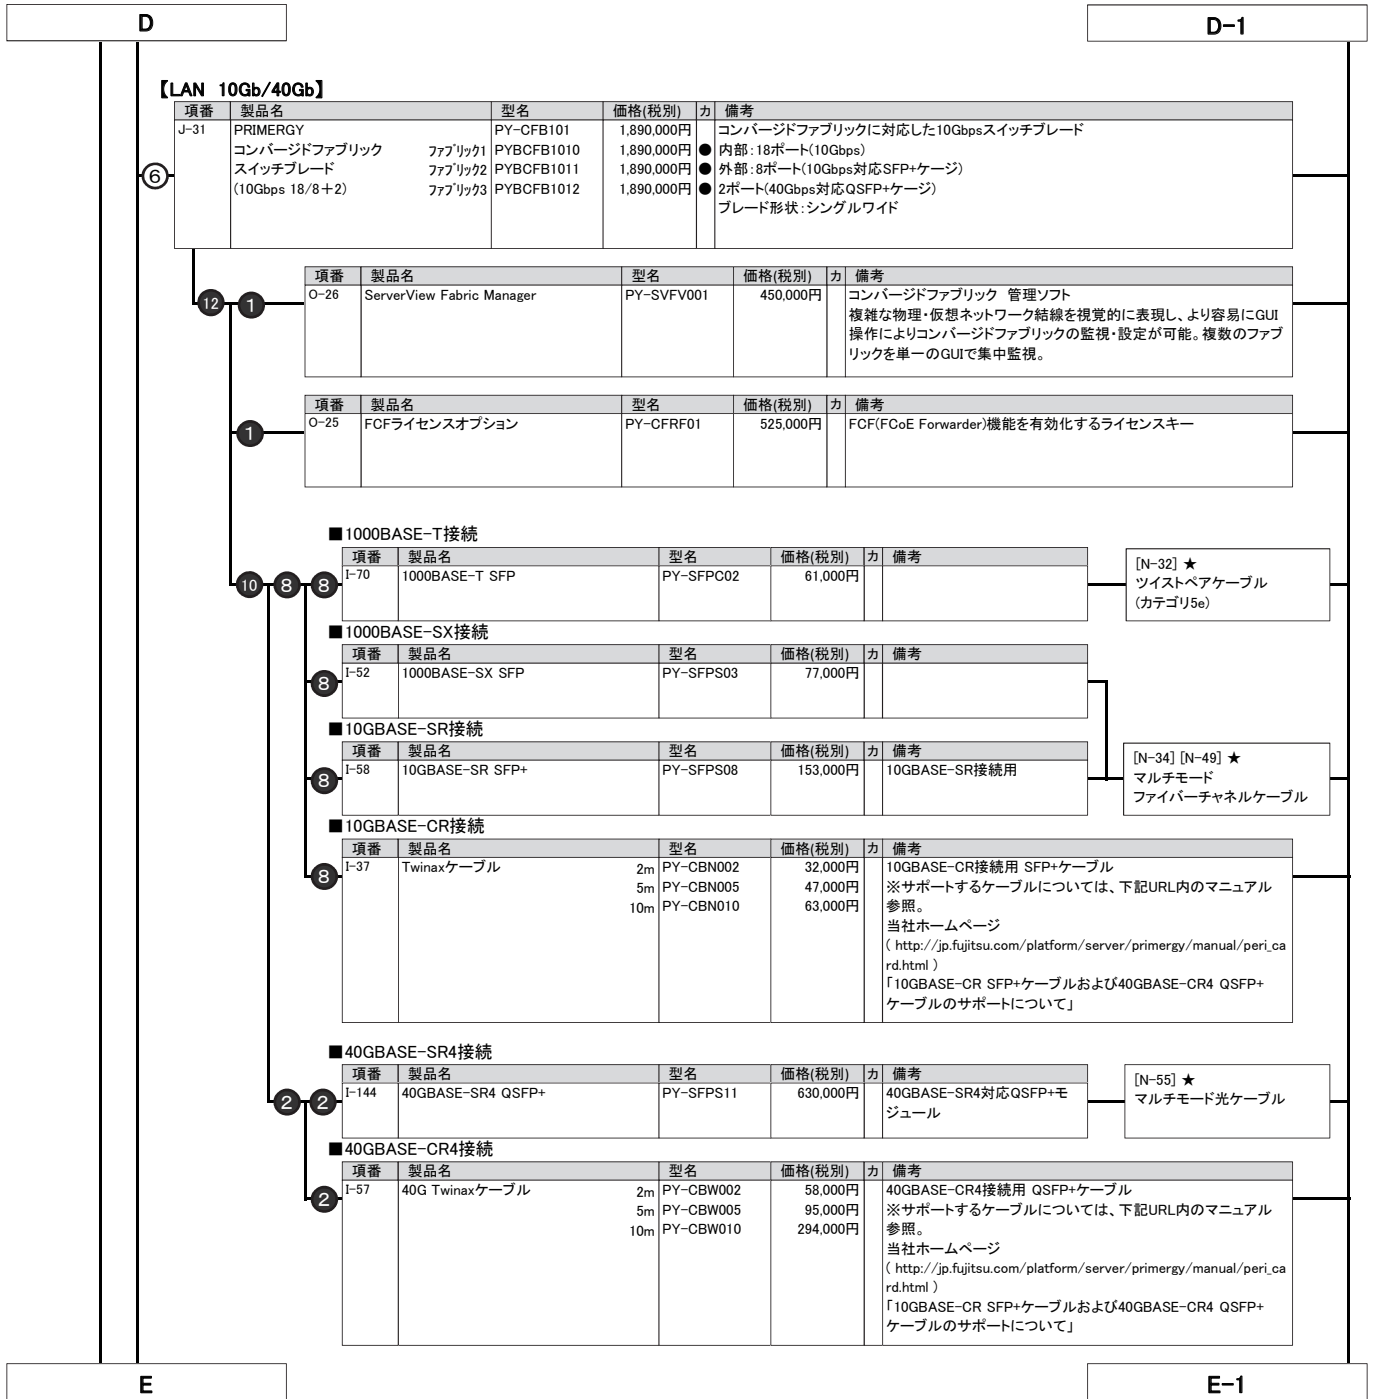 D
D-1
【LAN 10Gb/40Gb】
項番 製品名 型名 価格(税別) カ 備考
J-31 PRIMERGY PY-CFB101 1,890,000円 コンバージドファブリックに対応した10Gbpsスイッチブレード
コンバージドファブリック ファブリック1 PYBCFB1010 1,890,000円 ● 内部：18ポート(10Gbps)
スイッチブレード ファブリック2 PYBCFB1011 1,890,000円 ● 外部：8ポート(10Gbps対応SFP+ケージ)
(10Gbps 18/8＋2) ファブリック3 PYBCFB1012 1,890,000円 ● 2ポート(40Gbps対応QSFP+ケージ)
ブレード形状：シングルワイド
6
項番 製品名 型名 価格(税別) カ 備考
12 1 O-26 ServerView Fabric Manager PY-SVFV001 450,000円 コンバージドファブリック 管理ソフト
複雑な物理・仮想ネットワーク結線を視覚的に表現し、より容易にGUI
操作によりコンバージドファブリックの監視・設定が可能。複数のファブ
リックを単一のGUIで集中監視。
項番 製品名 型名 価格(税別) カ 備考
1 O-25 FCFライセンスオプション PY-CFRF01 525,000円 FCF(FCoE Forwarder)機能を有効化するライセンスキー
■1000BASE-T接続
項番 製品名 型名 価格(税別) カ 備考
10 8 8 I-70 1000BASE-T SFP PY-SFPC02 61,000円
[N-32] ★
ツイストペアケーブル
(カテゴリ5e)
■1000BASE-SX接続
項番 製品名 型名 価格(税別) カ 備考
8 I-52 1000BASE-SX SFP PY-SFPS03 77,000円
■10GBASE-SR接続
項番 製品名 型名 価格(税別) カ 備考
8 I-58 10GBASE-SR SFP+ PY-SFPS08 153,000円 10GBASE-SR接続用
[N-34] [N-49] ★
マルチモード
ファイバーチャネルケーブル
■10GBASE-CR接続
項番 製品名 型名 価格(税別) カ 備考
8 I-37 Twinaxケーブル 2m PY-CBN002 32,000円 10GBASE-CR接続用 SFP+ケーブル
5m PY-CBN005 47,000円 ※サポートするケーブルについては、下記URL内のマニュアル
10m PY-CBN010 63,000円 参照。
当社ホームページ
( http://jp.fujitsu.com/platform/server/primergy/manual/peri_ca
rd.html )
「10GBASE-CR SFP+ケーブルおよび40GBASE-CR4 QSFP+
ケーブルのサポートについて」
■40GBASE-SR4接続
項番 製品名 型名 価格(税別) カ 備考
2 2 I-144 40GBASE-SR4 QSFP+ PY-SFPS11 630,000円 40GBASE-SR4対応QSFP+モ
ジュール
[N-55] ★
マルチモード光ケーブル
■40GBASE-CR4接続
項番 製品名 型名 価格(税別) カ 備考
2 I-57 40G Twinaxケーブル 2m PY-CBW002 58,000円 40GBASE-CR4接続用 QSFP+ケーブル
5m PY-CBW005 95,000円 ※サポートするケーブルについては、下記URL内のマニュアル
10m PY-CBW010 294,000円 参照。
当社ホームページ
( http://jp.fujitsu.com/platform/server/primergy/manual/peri_ca
rd.html )
「10GBASE-CR SFP+ケーブルおよび40GBASE-CR4 QSFP+
ケーブルのサポートについて」
E
E-1